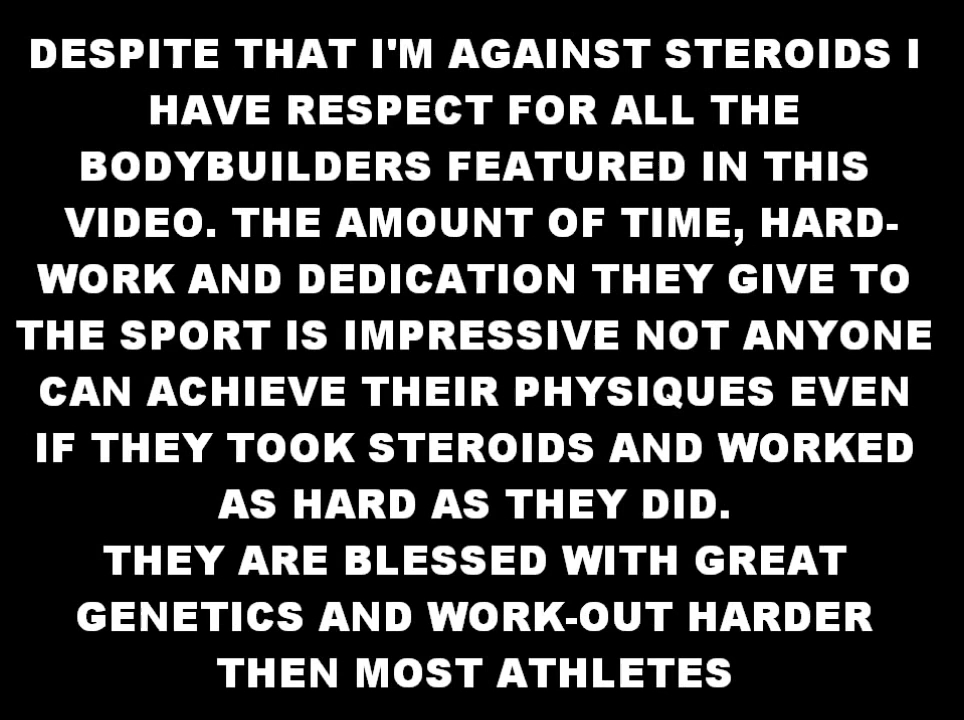 DESPITE THAT I'M AGAINST STEROIDS I
HAVE RESPECT FOR ALL THE
BODYBUILDERS FEATURED IN THIS
VIDEO. THE AMOUNT OF TIME, HARD-
WORK AND DEDICATION THEY GIVE TO
THE SPORT IS IMPRESSIVE NOT ANYONE
CAN ACHIEVE THEIR PHYSIQUES EVEN
IF THEY TOOK STEROIDS AND WORKED
AS HARD AS THEY DID.
THEY ARE BLESSED WITH GREAT
GENETICS AND WORK-OUT HARDER
THEN MOST ATHLETES